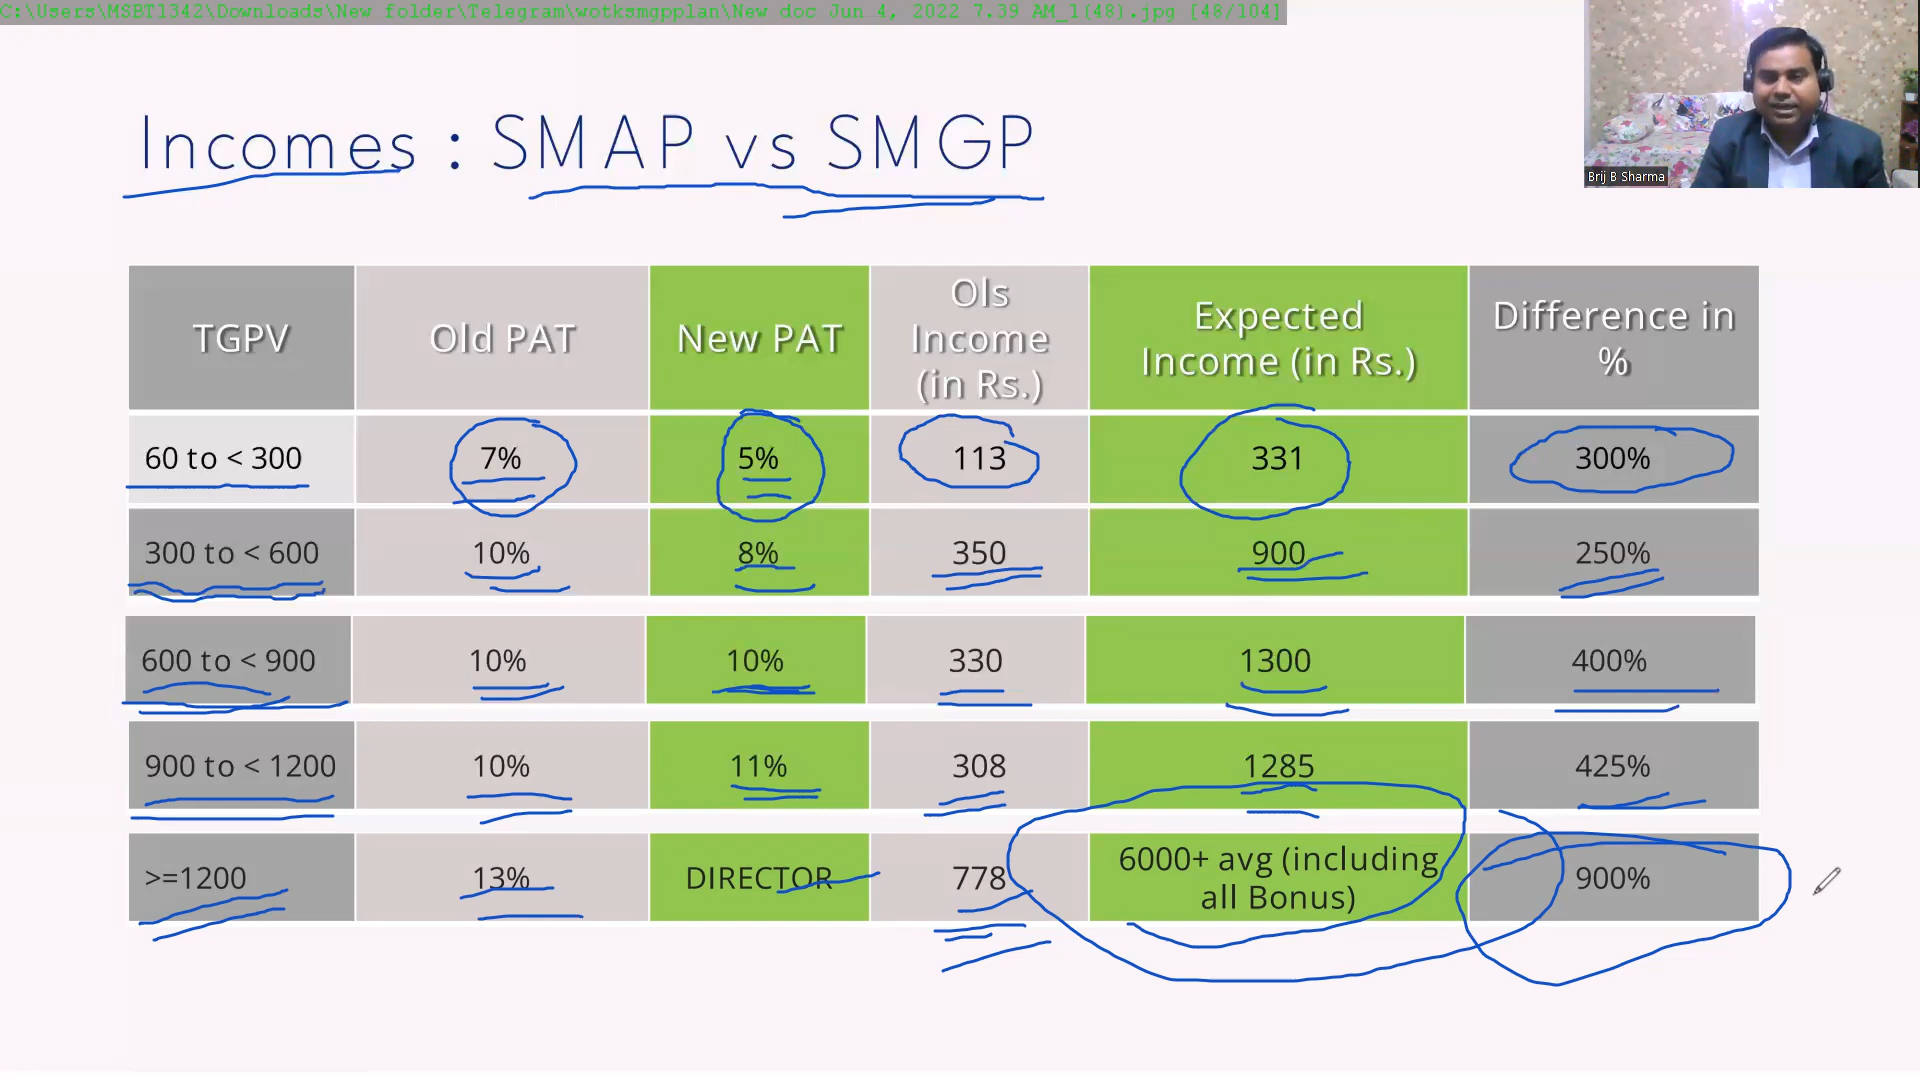 C:\Users\MSBT1342\Downloads\New folder\Telegram\wotksmgpplan\New doc Jun 4, 2022 7.39 AM_1(48).jpg [48/104]
Brij B Sharma
Incomes : SMAP vs SMGP
TGPV Old PAT New PAT Ols Income (in Rs.) Expected Income (in Rs.) Difference in %
60 to < 300 7% 5% 113 331 300%
300 to < 600 10% 8% 350 900 250%
600 to < 900 10% 10% 330 1300 400%
900 to < 1200 10% 11% 308 1285 425%
>=1200 13% DIRECTOR 778 6000+ avg (including all Bonus) 900%